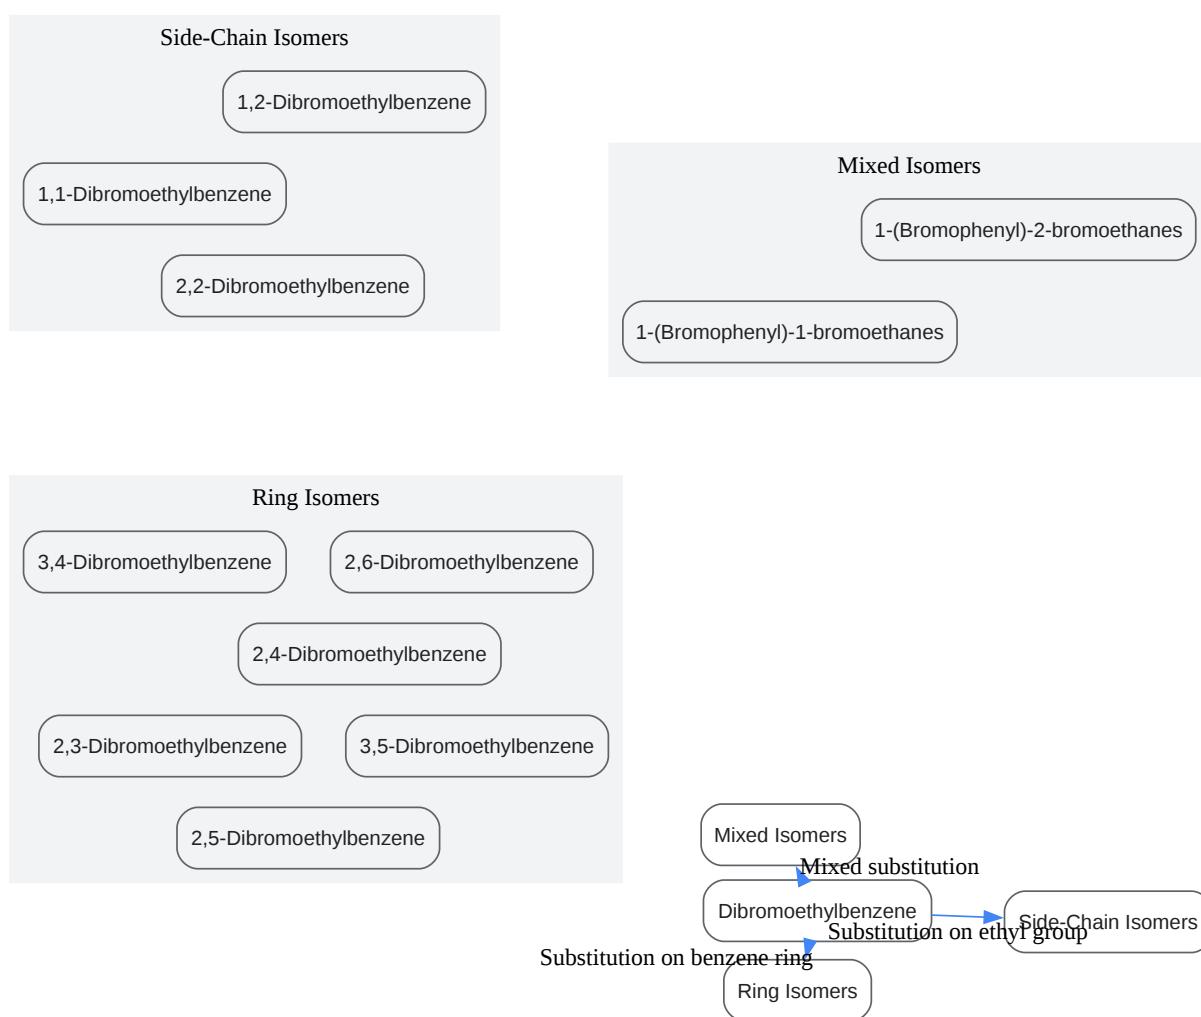 Side-Chain Isomers
1,2-Dibromoethylbenzene
1,1-Dibromoethylbenzene
2,2-Dibromoethylbenzene
Mixed Isomers
1-(Bromophenyl)-2-bromoethanes
1-(Bromophenyl)-1-bromoethanes
Ring Isomers
3,4-Dibromoethylbenzene
2,6-Dibromoethylbenzene
2,4-Dibromoethylbenzene
2,3-Dibromoethylbenzene
3,5-Dibromoethylbenzene
2,5-Dibromoethylbenzene
Mixed Isomers
Mixed substitution
Dibromoethylbenzene
Side-Chain Isomers
Substitution on ethyl group
Substitution on benzene ring
Ring Isomers